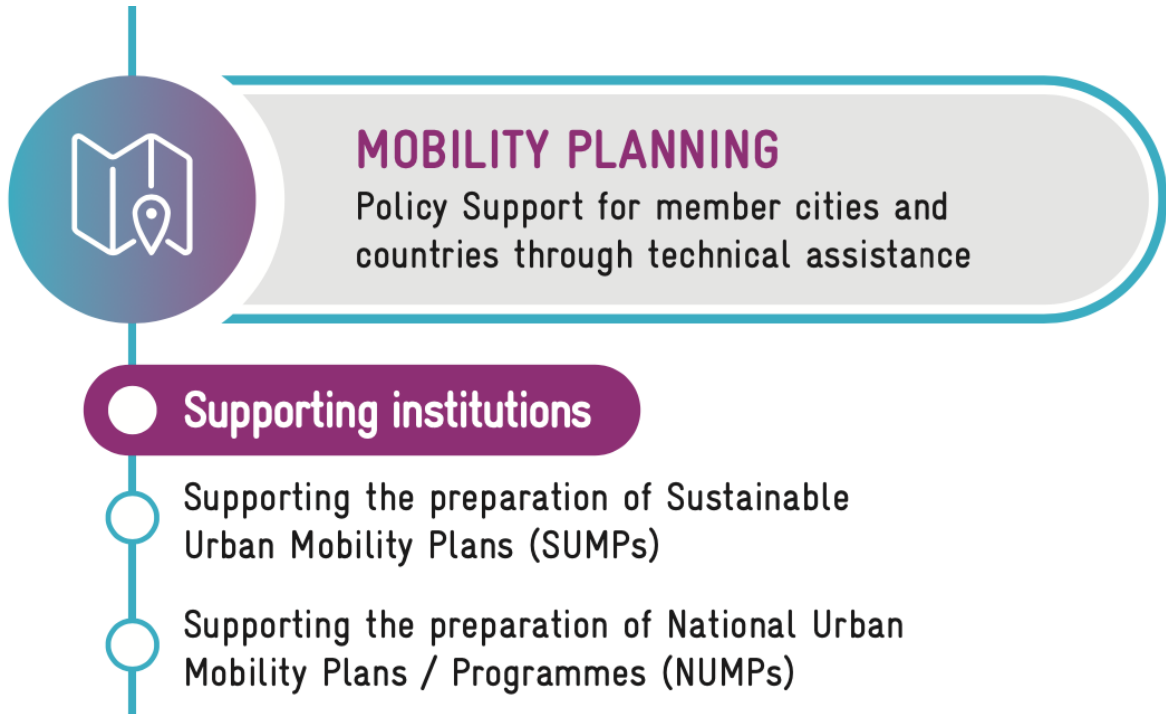 MOBILITY PLANNING
Policy Support for member cities and
countries through technical assistance
Supporting institutions
Supporting the preparation of Sustainable
Urban Mobility Plans (SUMPs)
Supporting the preparation of National Urban
Mobility Plans / Programmes (NUMPs)